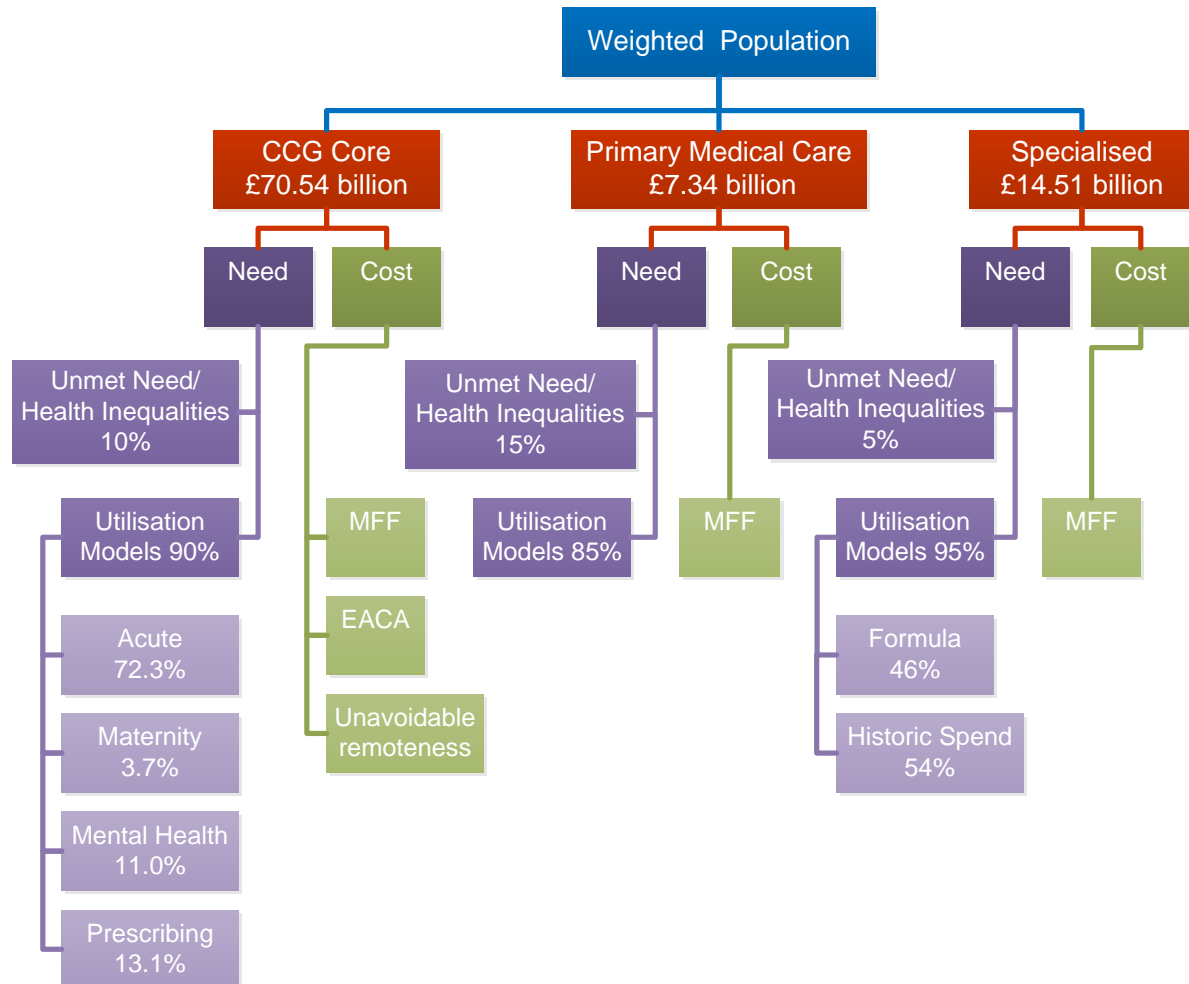 Weighted Population
CCG Core
£70.54 billion
Primary Medical Care
£7.34 billion
Specialised
£14.51 billion
Need
Cost
Need
Cost
Need
Cost
Unmet Need/
Health Inequalities
10%
Unmet Need/
Health Inequalities
15%
Unmet Need/
Health Inequalities
5%
Utilisation
Models 90%
MFF
Utilisation
Models 85%
MFF
Utilisation
Models 95%
MFF
Acute
72.3%
EACA
Formula
46%
Maternity
3.7%
Unavoidable
remoteness
Historic Spend
54%
Mental Health
11.0%
Prescribing
13.1%